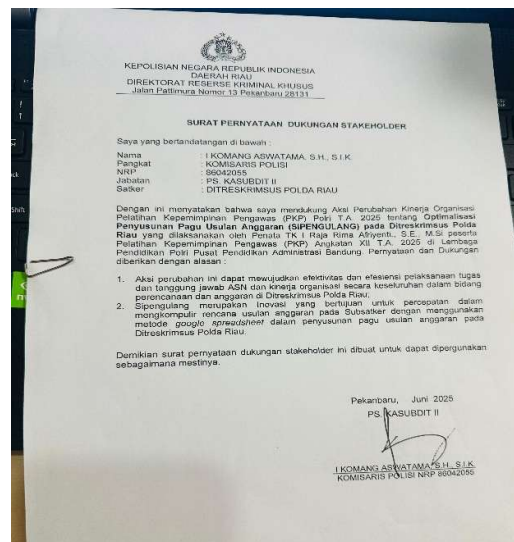 KEPOLISIAN NEGARA REPUBLIK INDONESIA
DAERAH RIAU
DIREKTORAT RESERSE KRIMINAL KHUSUS
Jalan Pattimura Nomor 13 Pekanbaru 28131
SURAT PERNYATAAN DUKUNGAN STAKEHOLDER
Saya yang bertandatangan di bawah :
Nama : I KOMANG ASWATAMA, S.H., S.I.K.
Pangkat : KOMISARIS POLISI
NRP : 86042055
Jabatan : PS. KASUBDIT II
Satker : DITRESKRIMSUS POLDA RIAU
Dengan ini menyatakan bahwa saya mendukung Aksi Perubahan Kinerja Organisasi
Pelatihan Kepemimpinan Pengawas (PKP) Polri T.A. 2025 tentang Optimalisasi
Penyusunan Pagu Usulan Anggaran (SIPENGULANG) pada Ditreskrimsus Polda
Riau yang dilaksanakan oleh Penata TK I Raja Rima Afriyenti., S.E., M.Si peserta
Pelatihan Kepemimpinan Pengawas (PKP) Angkatan XII T.A. 2025 di Lembaga
Pendidikan Polri Pusat Pendidikan Administrasi Bandung. Pernyataan dan Dukungan
diberikan dengan alasan :
1. Aksi perubahan ini dapat mewujudkan efektivitas dan efesiensi pelaksanaan tugas
dan tanggung jawab ASN dan kinerja organisasi secara keseluruhan dalam bidang
perencanaan dan anggaran di Ditreskrimsus Polda Riau;
2. Sipengulang merupakan inovasi yang bertujuan untuk percepatan dalam
mengkompulir rencana usulan anggaran pada Subsatker dengan menggunakan
metode google spreadsheet dalam penyusunan pagu usulan anggaran pada
Ditreskrimsus Polda Riau.
Demikian surat pernyataan dukungan stakeholder ini dibuat untuk dapat dipergunakan
sebagaimana mestinya.
Pekanbaru, Juni 2025
PS. KASUBDIT II
I KOMANG ASWATAMA, S.H., S.I.K.
KOMISARIS POLISI NRP 86042055